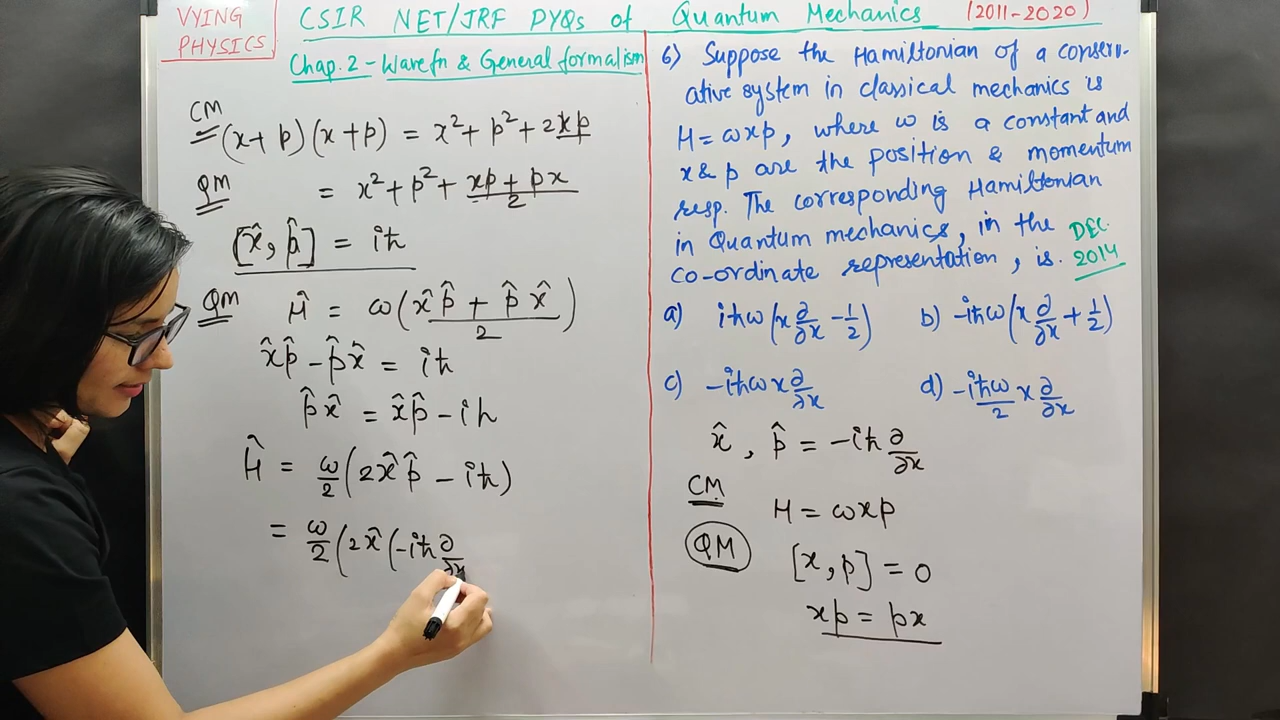 VYING
PHYSICS
CSIR NET/JRF PYQs of Quantum Mechanics (2011-2020)
Chap. 2 - Wavefn & General formalism
CM
(x+p)(x+p) = x² + p² + 2xp
QM
= x² + p² + (xp + px)/2
[x̂, p̂] = iħ
QM
Ĥ = ω(x̂p̂ + p̂x̂)/2
x̂p̂ - p̂x̂ = iħ
p̂x̂ = x̂p̂ - iħ
Ĥ = ω/2 (2x̂p̂ - iħ)
= ω/2 (2x̂(-iħ ∂/∂x
6) Suppose the Hamiltonian of a conserv-
ative system in classical mechanics is
H = ωxp, where ω is a constant and
x & p are the position & momentum
resp. The corresponding Hamiltonian
in Quantum mechanics, in the
co-ordinate representation, is.
DEC.
2014
a) iħω(x ∂/∂x - 1/2)
b) -iħω(x ∂/∂x + 1/2)
c) -iħωx ∂/∂x
d) -iħω/2 x ∂/∂x
x̂, p̂ = -iħ ∂/∂x
CM
H = ωxp
QM
[x, p] = 0
xp = px